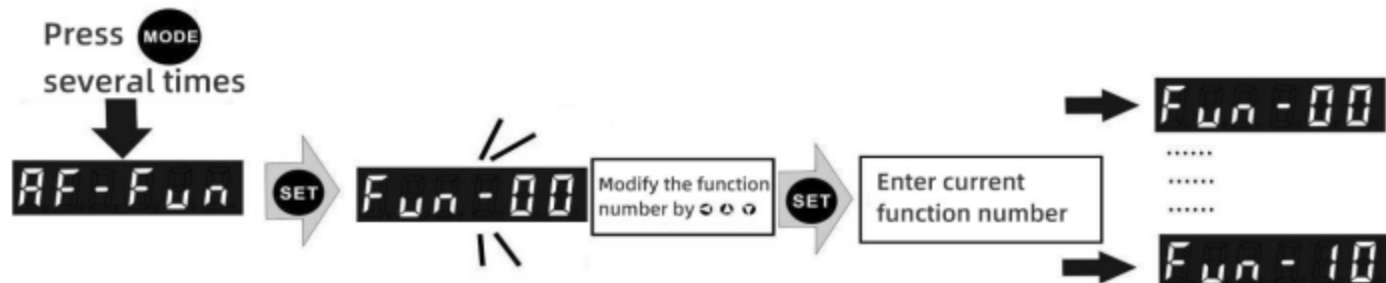 Press MODE
several times
AF-Fun
SET
Fun-00
Modify the function
number by
SET
Enter current
function number
Fun-00
......
......
......
Fun-10